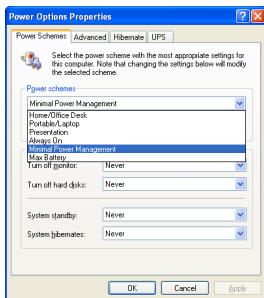 Power Options Properties
Power Schemes Advanced Hibernate UPS
Select the power scheme with the most appropriate settings for
this computer. Note that changing the settings below will modify
the selected scheme.
Power schemes
Minimal Power Management
Home/Office Desk
Portable/Laptop
Presentation
Always On
Minimal Power Management
Max Battery
Turn off monitor: Never
Turn off hard disks: Never
System standby: Never
System hibernates: Never
OK Cancel Apply